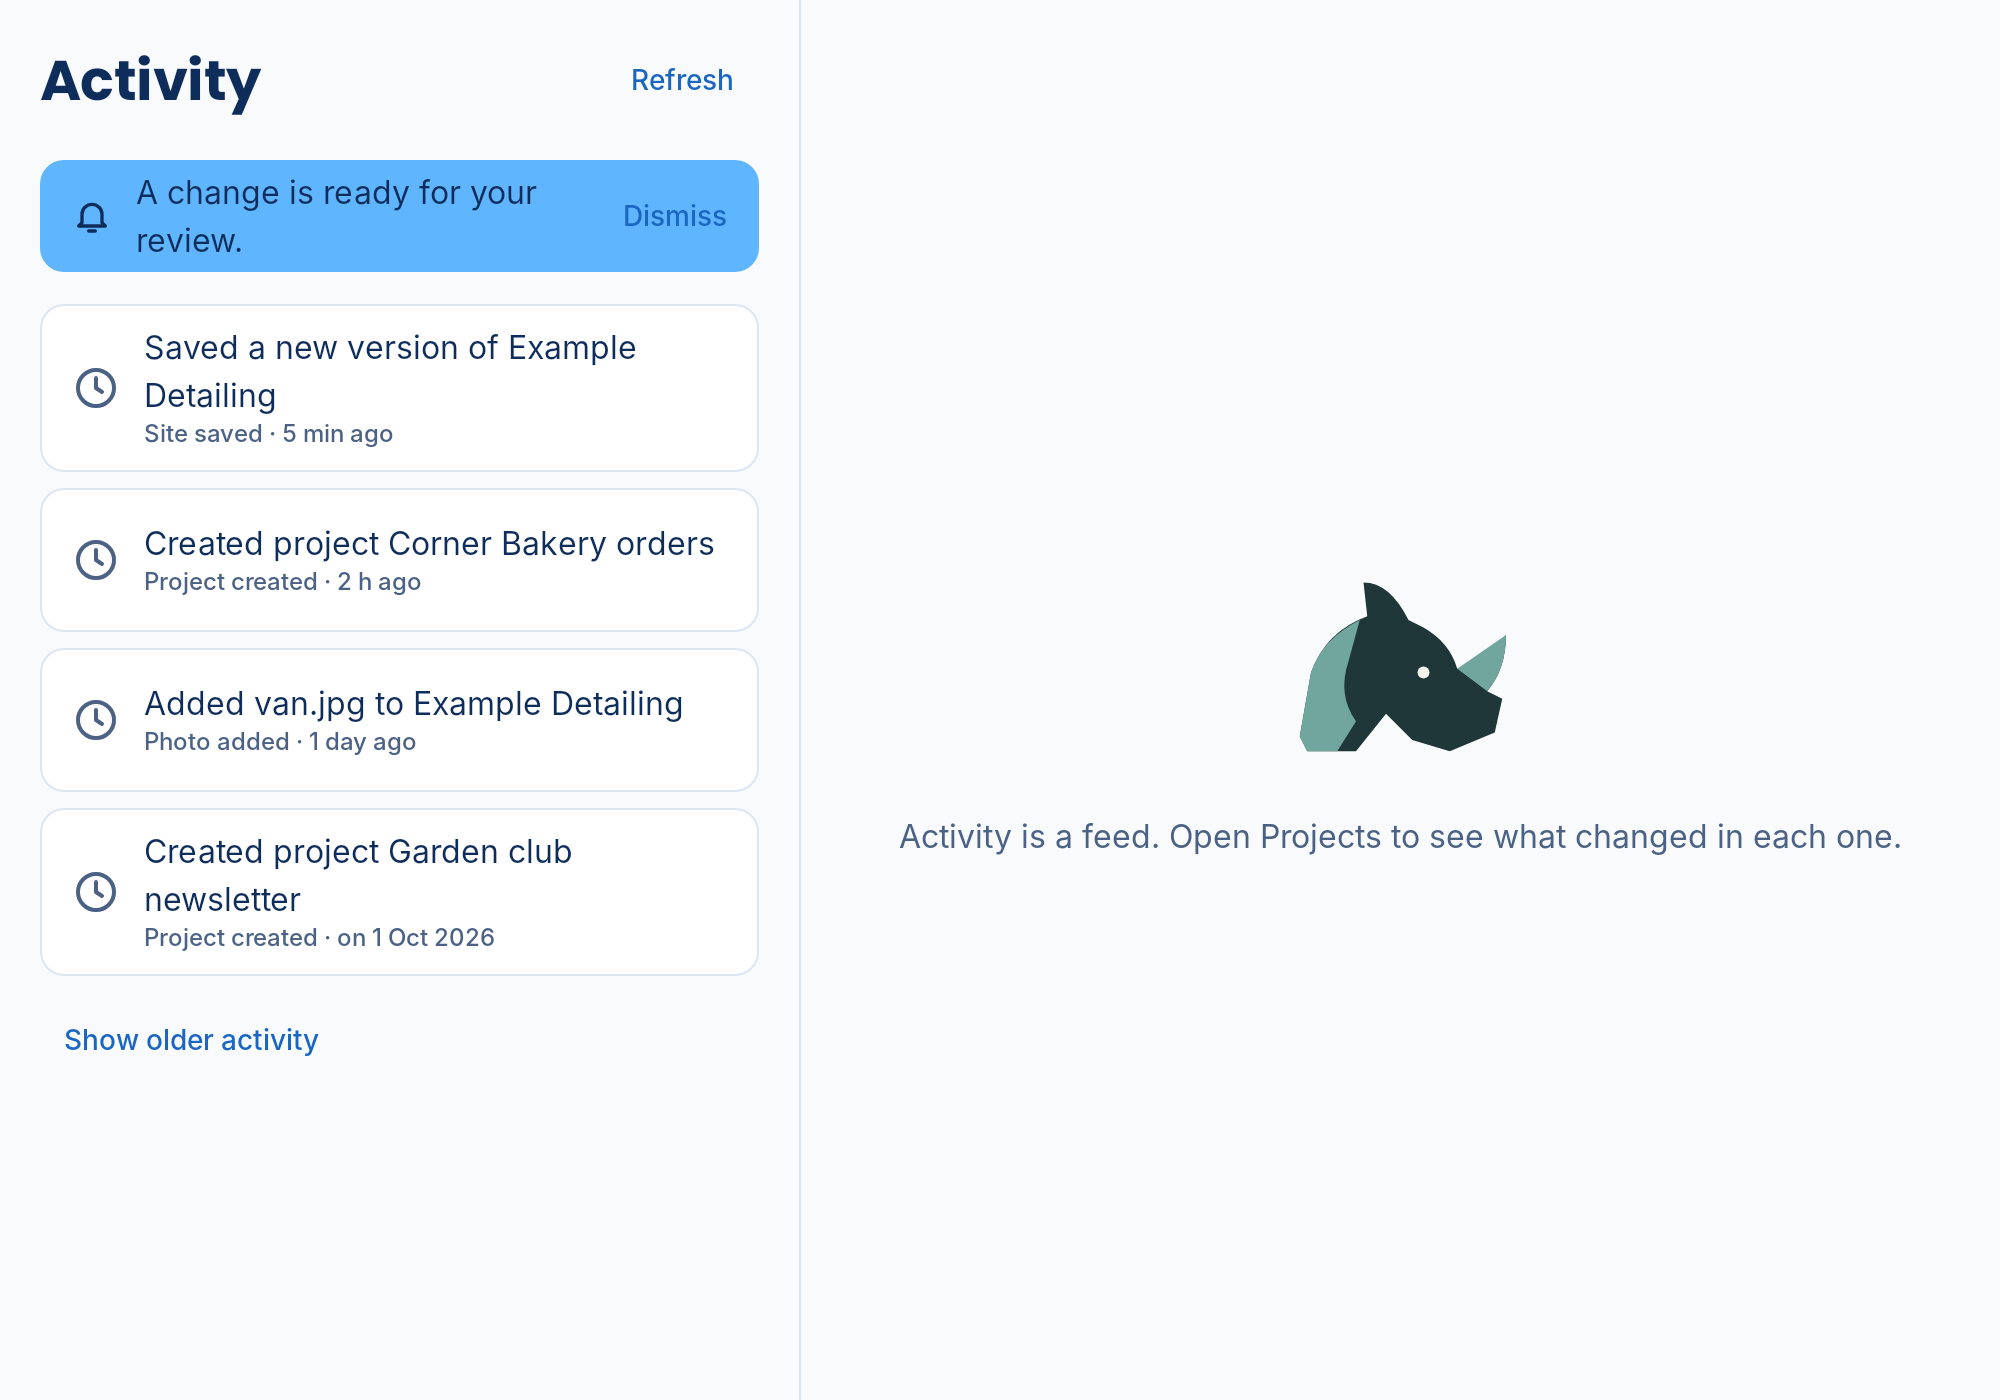 Activity
Refresh
A change is ready for your
review.
Dismiss
Saved a new version of Example
Detailing
Site saved · 5 min ago
Created project Corner Bakery orders
Project created · 2 h ago
Added van.jpg to Example Detailing
Photo added · 1 day ago
Created project Garden club
newsletter
Project created · on 1 Oct 2026
Show older activity
Activity is a feed. Open Projects to see what changed in each one.